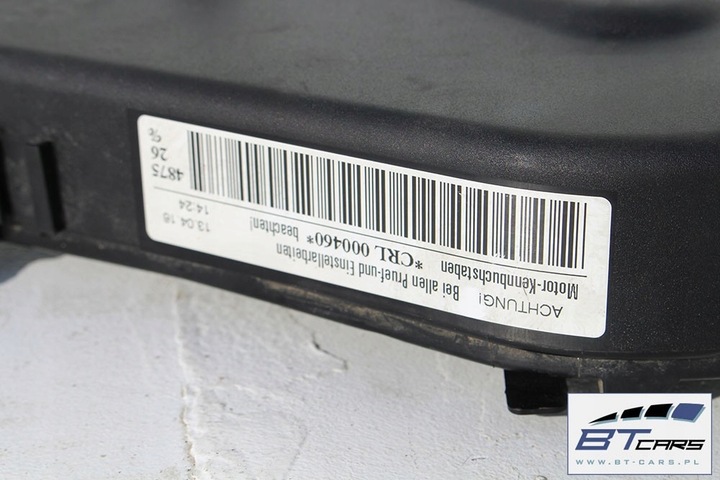 ACHTUNG!
Bei allen Pruef-und Einstellarbeiten
Motor-Kennbuchstaben *CRL 000460* beachten!
13.04.16
14:24
4875
26
BT CARS
WWW.BT-CARS.PL